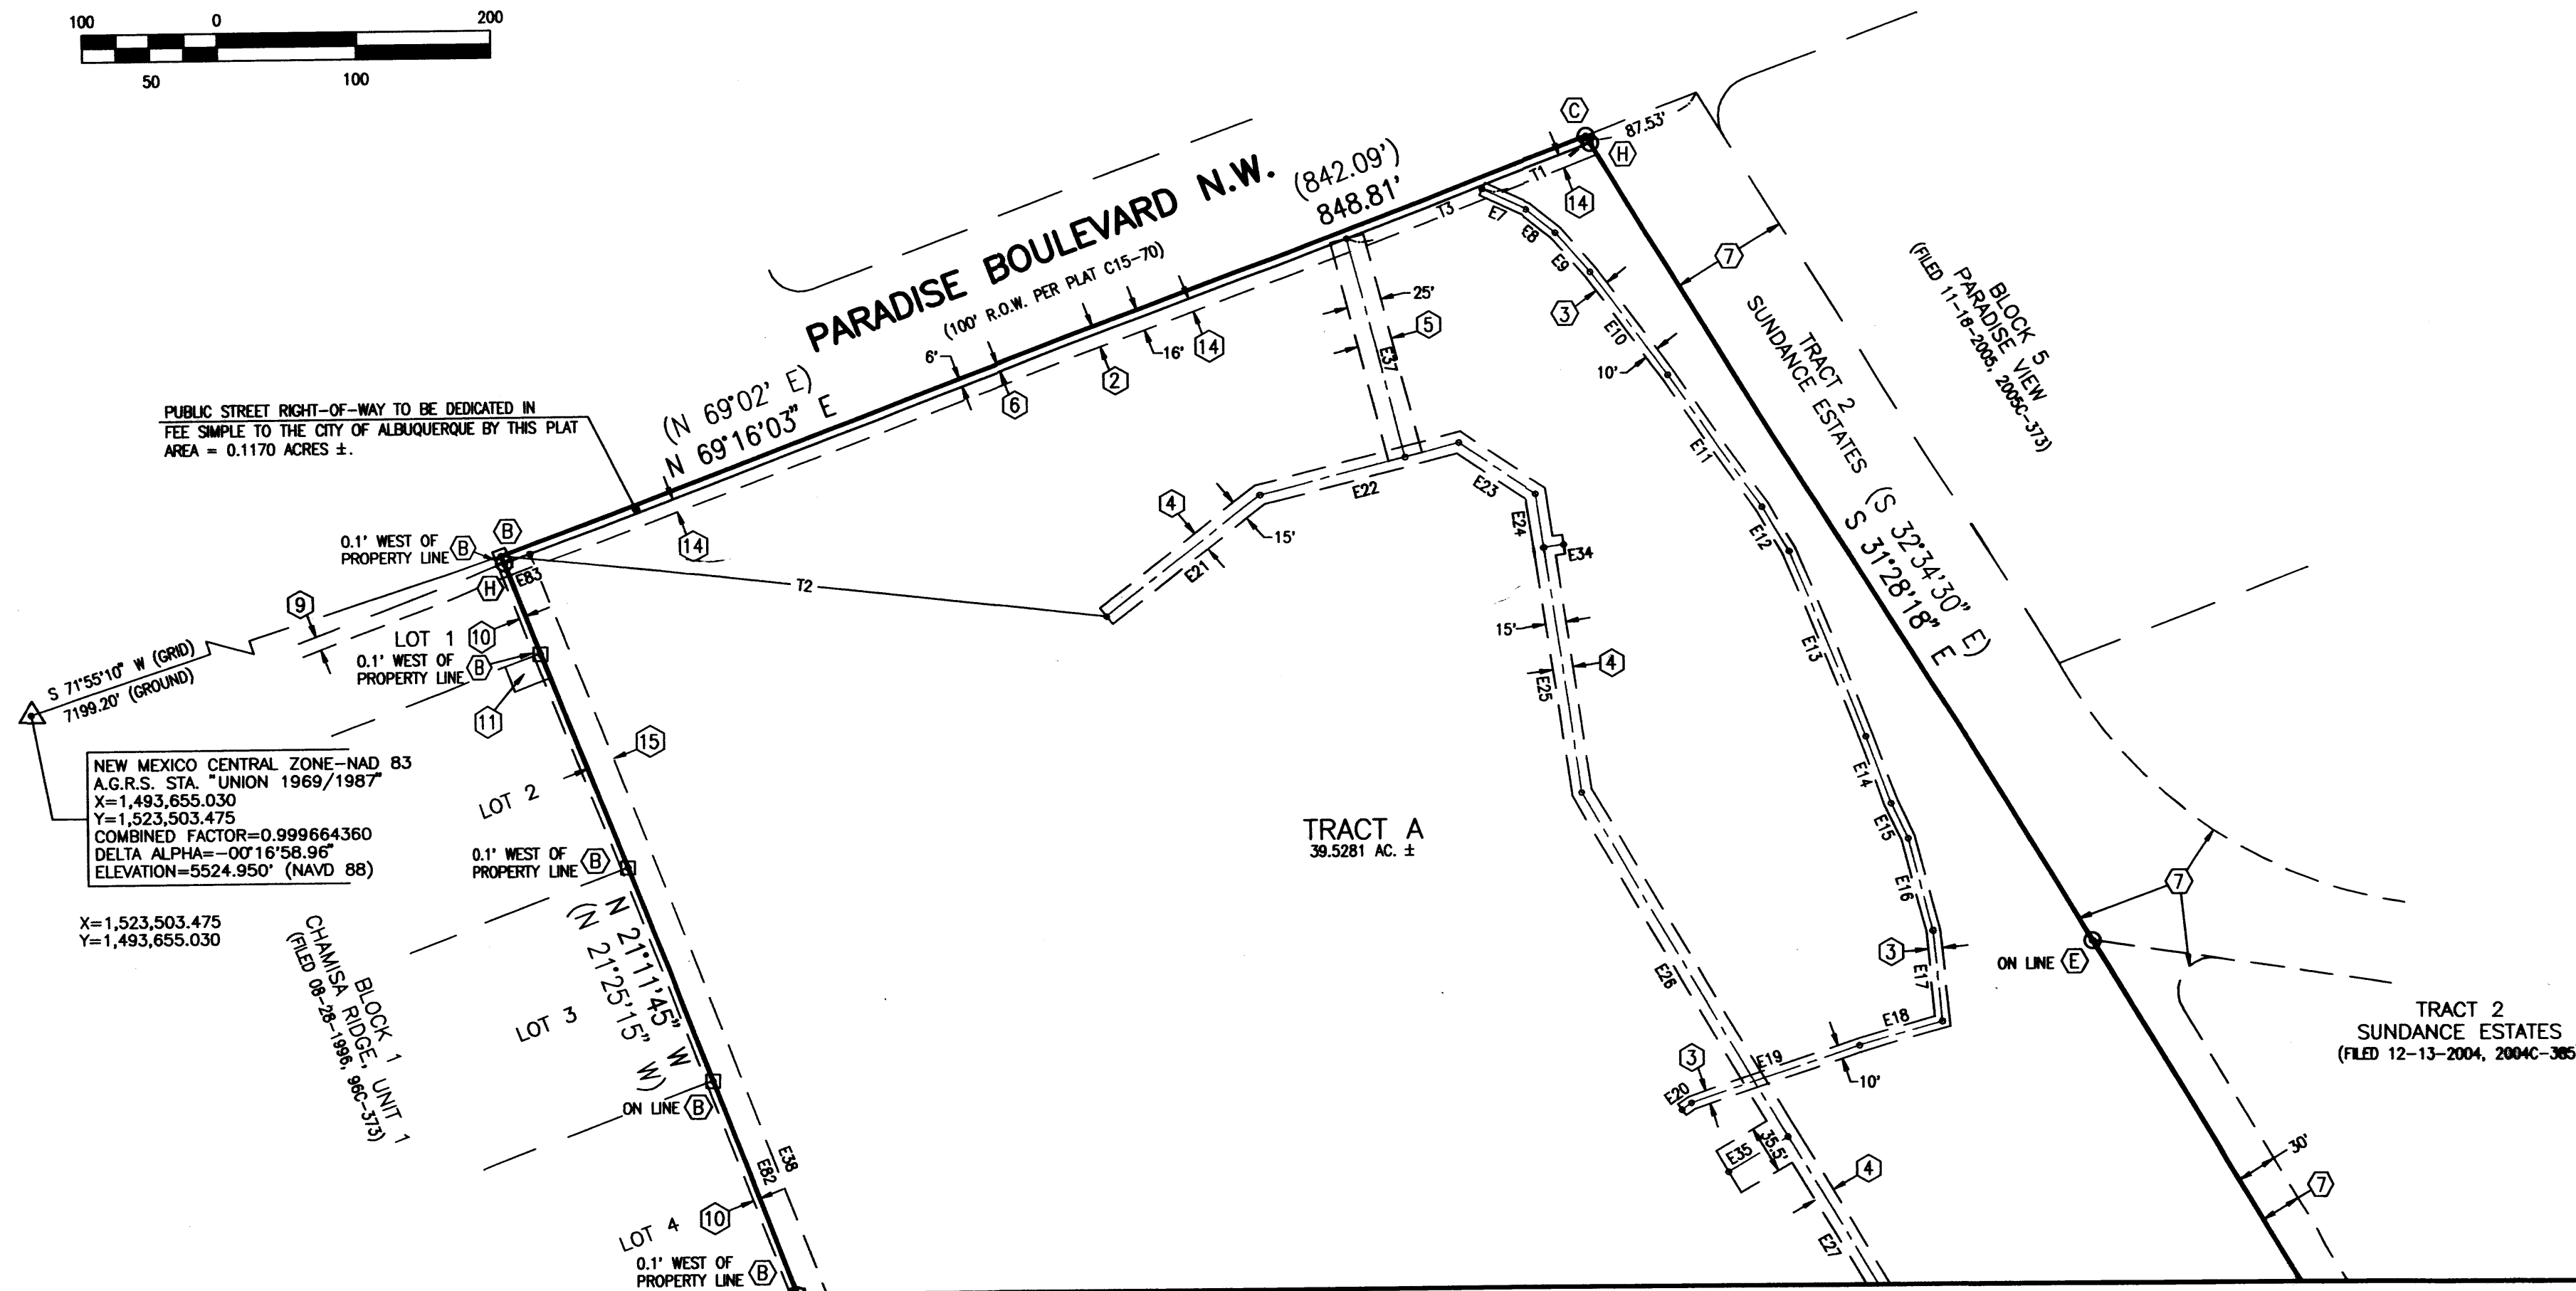 100
0
200
50
100
C
87.53'
H
PARADISE BOULEVARD N.W.
(100' R.O.W. PER PLAT C15-70)
(842.09')
848.81'
T1
14
T3
E7
E8
E9
3
E10
10'
E11
E12
E13
E14
E15
E16
3
E17
E18
E19
10'
3
E20
7
TRACT 2
SUNDANCE ESTATES
BLOCK 5
PARADISE VIEW
(FILED 11-18-2005, 2005C-373)
(S 32°34'30" E)
S 31°28'18" E
25'
5
E37
6'
16'
14
2
6
(N 69°02' E)
N 69°16'03" E
PUBLIC STREET RIGHT-OF-WAY TO BE DEDICATED IN
FEE SIMPLE TO THE CITY OF ALBUQUERQUE BY THIS PLAT
AREA = 0.1170 ACRES ±.
14
B
0.1' WEST OF
PROPERTY LINE
B
H
E83
T2
4
15'
E21
E22
E23
E24
E34
15'
4
E25
E26
9
LOT 1
10
0.1' WEST OF
PROPERTY LINE
B
11
S 71°55'10" W (GRID)
7199.20' (GROUND)
15
NEW MEXICO CENTRAL ZONE-NAD 83
A.G.R.S. STA. "UNION 1969/1987"
X=1,493,655.030
Y=1,523,503.475
COMBINED FACTOR=0.999664360
DELTA ALPHA=-00°16'58.96"
ELEVATION=5524.950' (NAVD 88)
X=1,523,503.475
Y=1,493,655.030
LOT 2
0.1' WEST OF
PROPERTY LINE
B
TRACT A
39.5281 AC. ±
N 21°11'45" W
(N 21°25'15" W)
BLOCK 1
CHAMISA RIDGE, UNIT 1
(FILED 08-28-1996, 96C-373)
LOT 3
ON LINE
B
E38
E82
LOT 4
10
0.1' WEST OF
PROPERTY LINE
B
E35
35.5'
4
E27
7
ON LINE
E
TRACT 2
SUNDANCE ESTATES
(FILED 12-13-2004, 2004C-385
30'
7